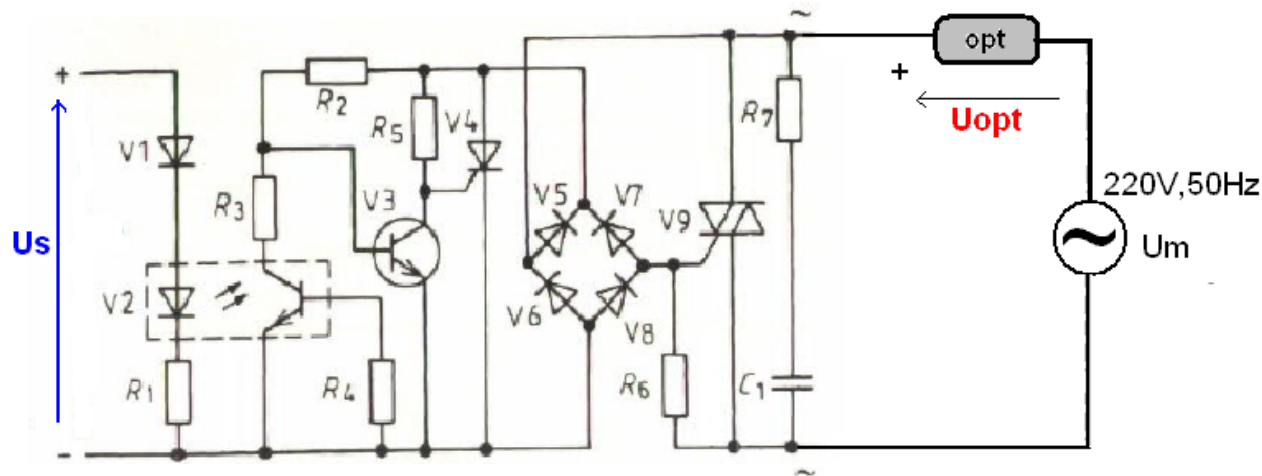 ~
opt
+
+
R2
R7
Uopt
R5
V4
V1
V5
V7
220V,50Hz
R3
V3
V9
Um
Us
V2
V6
V8
R1
R4
R6
C1
-
~